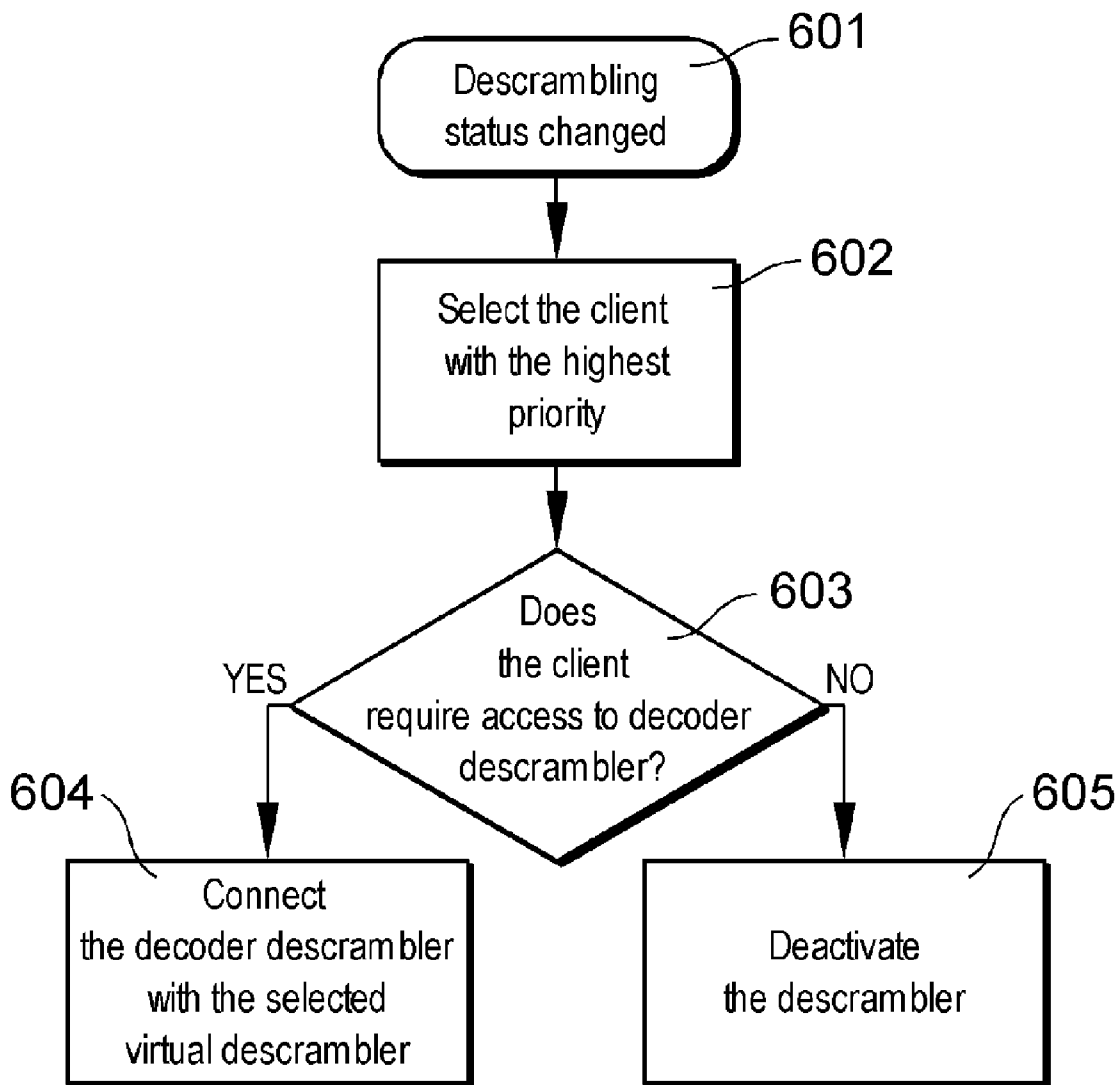 601
Descrambling
status changed
602
Select the client
with the highest
priority
603
Does
the client
require access to decoder
descrambler?
YES
NO
604
Connect
the decoder descrambler
with the selected
virtual descrambler
605
Deactivate
the descrambler